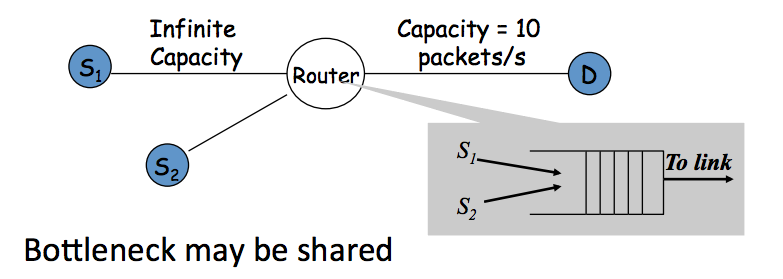 Infinite
Capacity
Capacity = 10
packets/s
S1
Router
D
S2
S1
To link
S2
Bottleneck may be shared